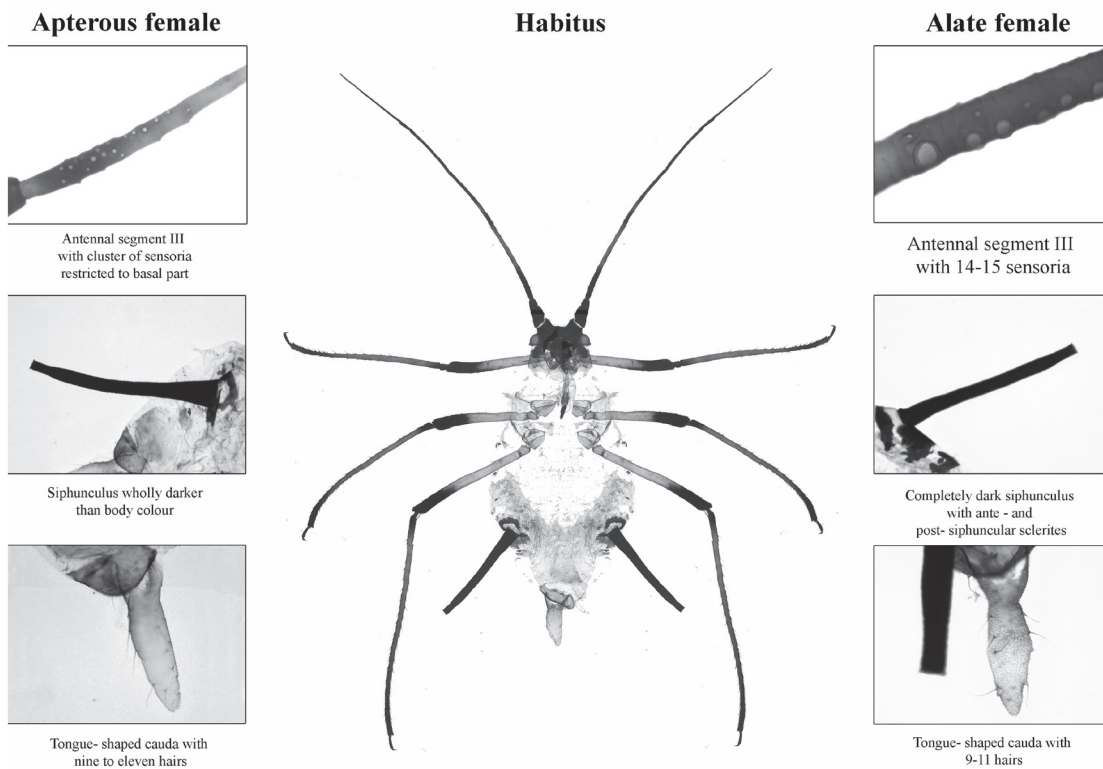 Apterous female
Habitus
Alate female
Antennal segment III
with cluster of sensoria
restricted to basal part
Antennal segment III
with 14-15 sensoria
Siphunculus wholly darker
than body colour
Completely dark siphunculus
with ante - and
post- siphuncular sclerites
Tongue- shaped cauda with
nine to eleven hairs
Tongue- shaped cauda with
9-11 hairs